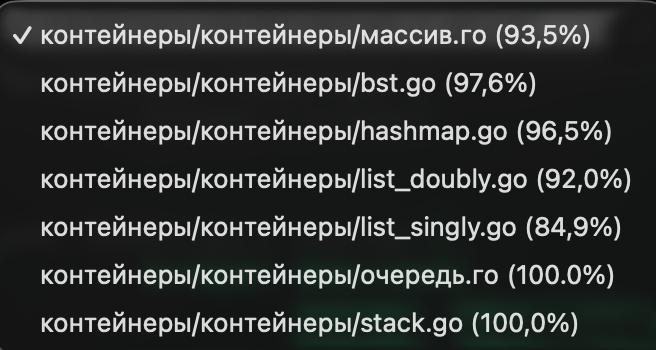 ✓ контейнеры/контейнеры/массив.го (93,5%)
контейнеры/контейнеры/bst.go (97,6%)
контейнеры/контейнеры/hashmap.go (96,5%)
контейнеры/контейнеры/list_doubly.go (92,0%)
контейнеры/контейнеры/list_singly.go (84,9%)
контейнеры/контейнеры/очередь.го (100.0%)
контейнеры/контейнеры/stack.go (100,0%)